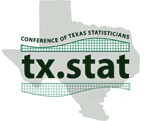 CONFERENCE OF TEXAS STATISTICIANS
tx.stat